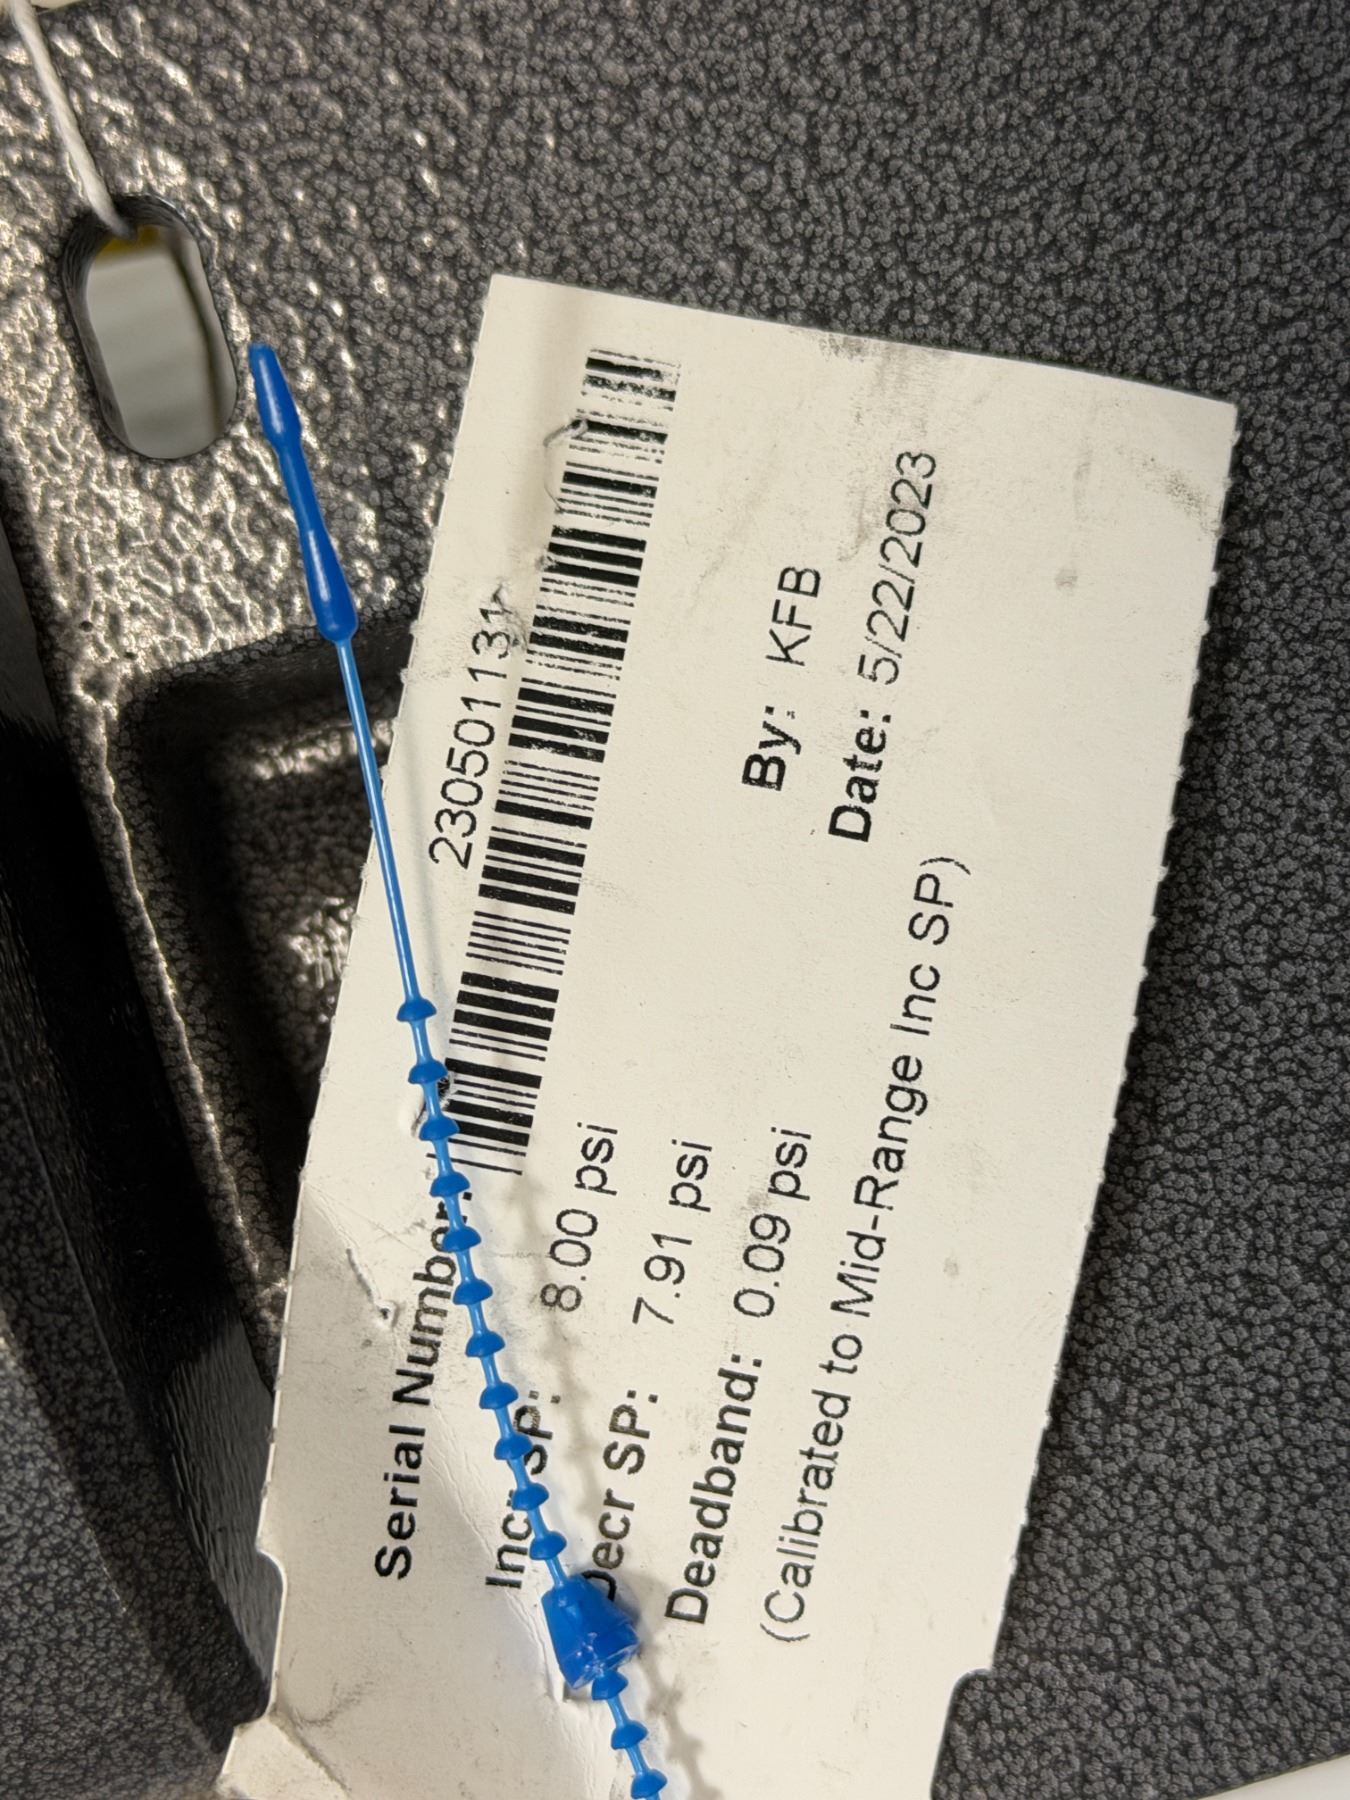 Serial Number: 230501131
Incr SP: 8.00 psi
Decr SP: 7.91 psi
Deadband: 0.09 psi
By: KFB
(Calibrated to Mid-Range Inc SP)
Date: 5/22/2023